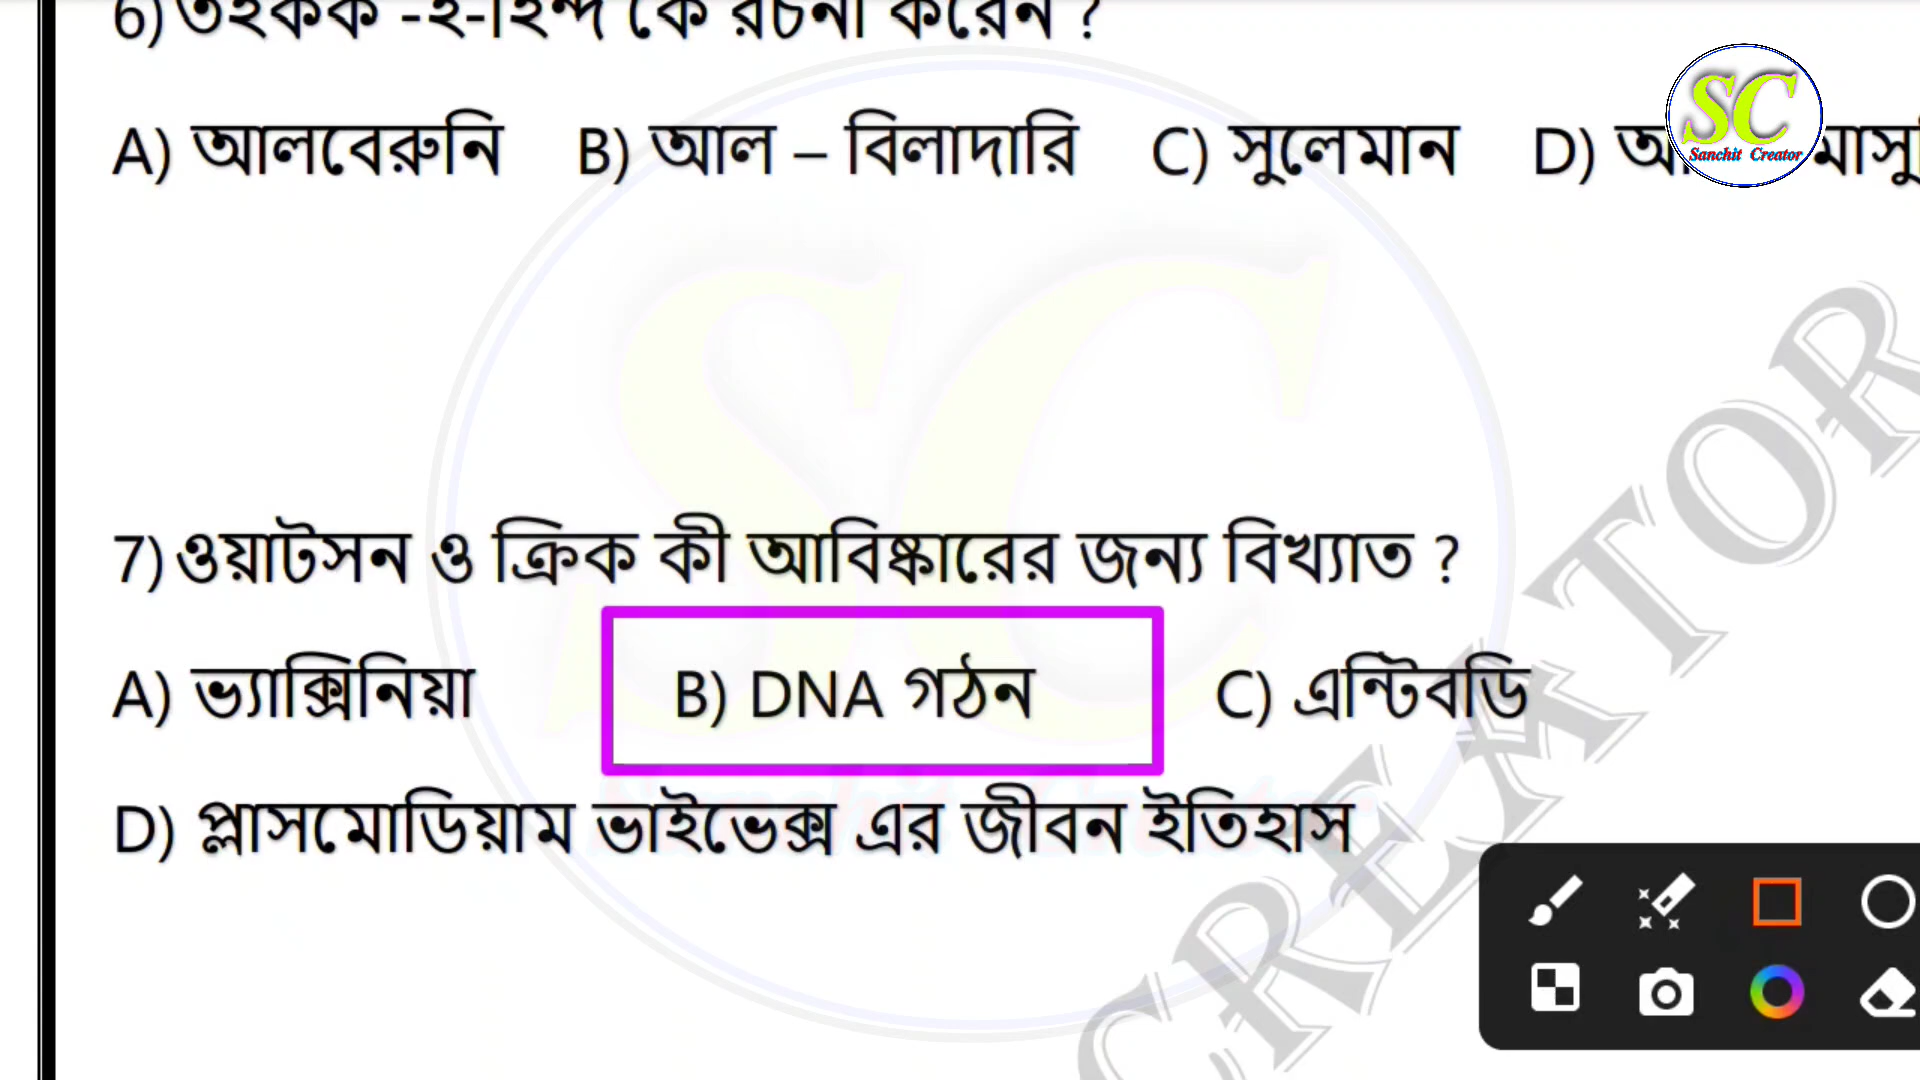 6) তহকিক -ই-হিন্দ কে রচনা করেন ?
A) আলবেরুনি B) আল – বিলাদারি C) সুলেমান D)
SC
Sanchit Creator
7) ওয়াটসন ও ক্রিক কী আবিষ্কারের জন্য বিখ্যাত ?
A) ভ্যাক্সিনিয়া B) DNA গঠন C) এন্টিবডি
D) প্লাসমোডিয়াম ভাইভেক্স এর জীবন ইতিহাস
CREATOR